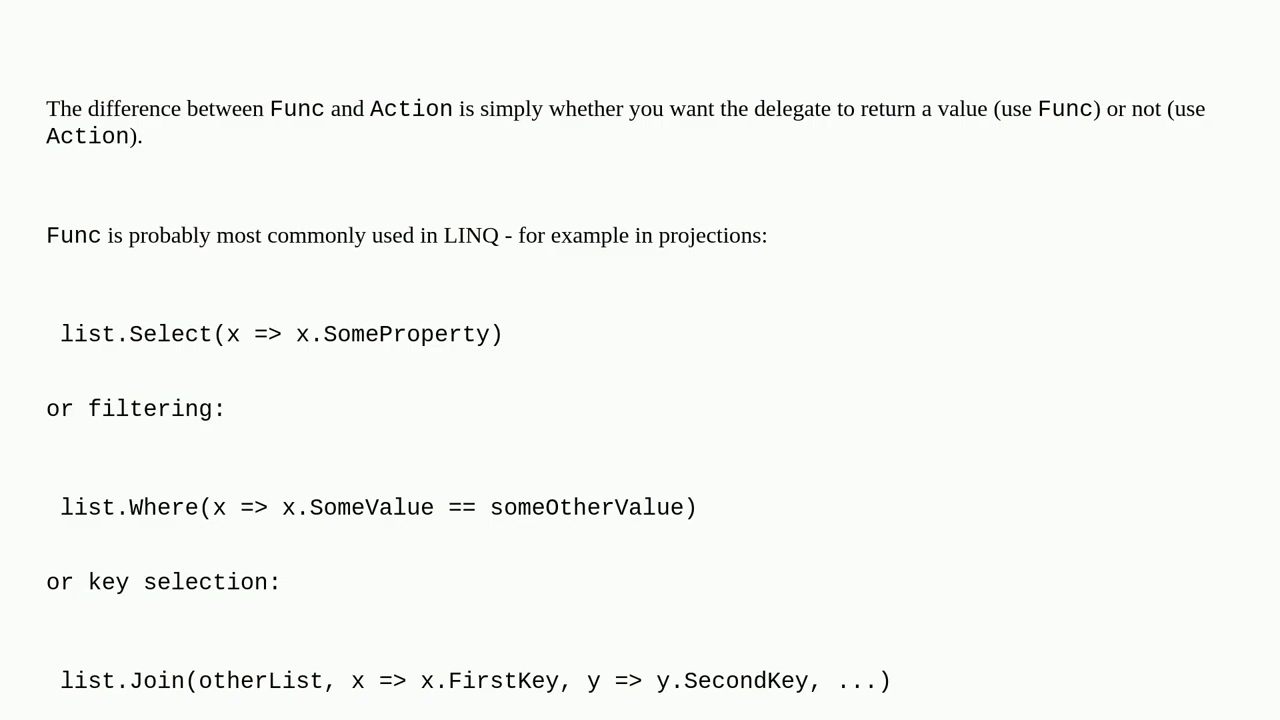 The difference between Func and Action is simply whether you want the delegate to return a value (use Func) or not (use
Action).
Func is probably most commonly used in LINQ - for example in projections:
list.Select(x => x.SomeProperty)
or filtering:
list.Where(x => x.SomeValue == someOtherValue)
or key selection:
list.Join(otherList, x => x.FirstKey, y => y.SecondKey, ...)